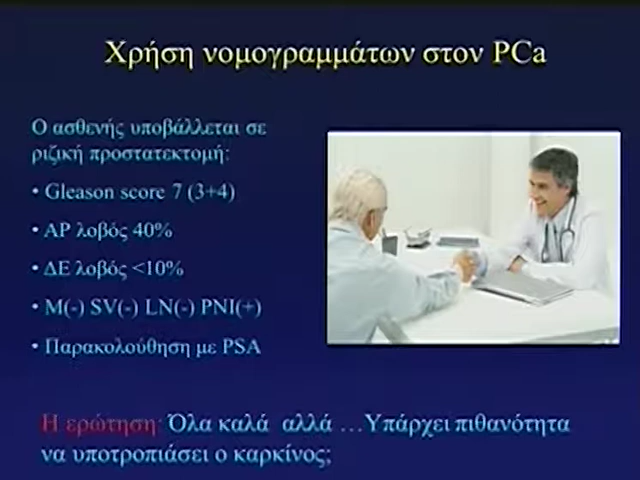 Χρήση νομογραμμάτων στον PCa
Ο ασθενής υποβάλλεται σε
ριζική προστατεκτομή:
• Gleason score 7 (3+4)
• ΑΡ λοβός 40%
• ΔΕ λοβός <10%
• M(-) SV(-) LN(-) PNI(+)
• Παρακολούθηση με PSA
Η ερώτηση: Όλα καλά αλλά …Υπάρχει πιθανότητα
να υποτροπιάσει ο καρκίνος;